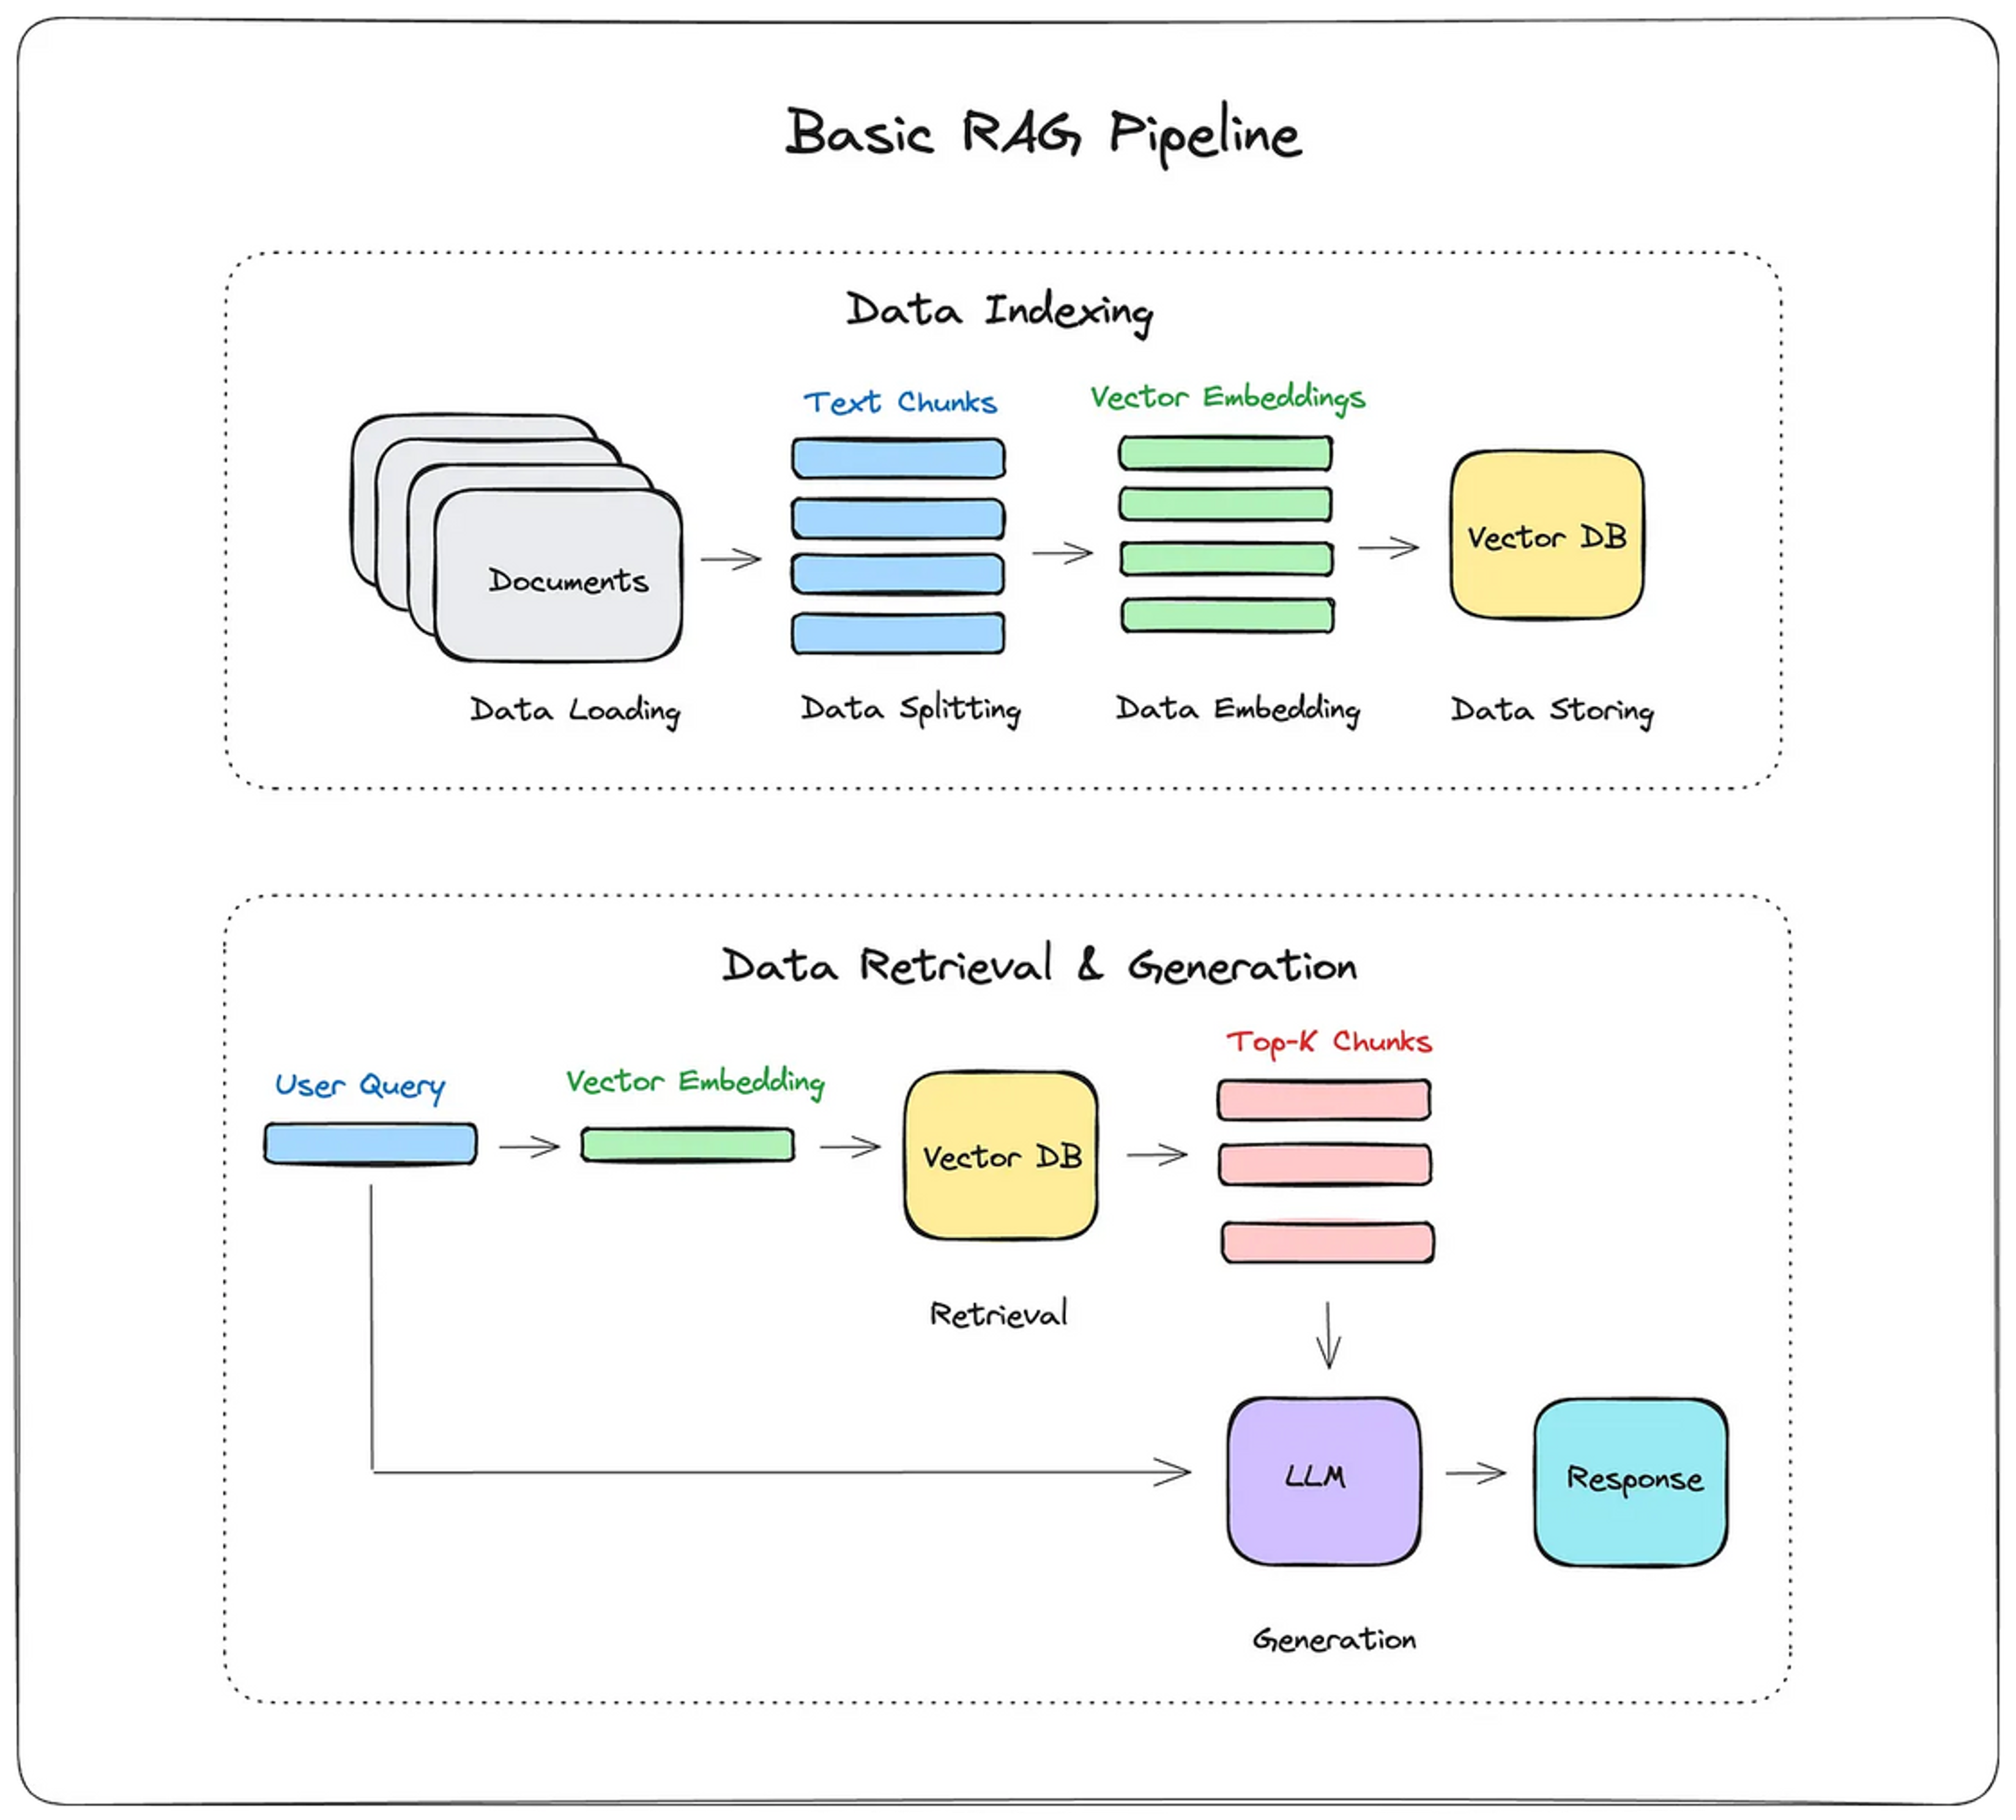 Basic RAG Pipeline
Data Indexing
Text Chunks
Vector Embeddings
Documents
Vector DB
Data Loading
Data Splitting
Data Embedding
Data Storing
Data Retrieval & Generation
User Query
Vector Embedding
Vector DB
Top-K Chunks
Retrieval
LLM
Response
Generation